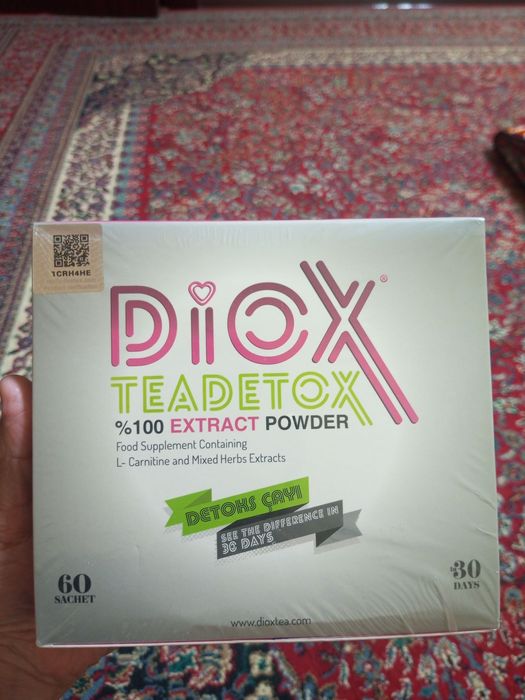 1CRH4HE
DiOX®
TEADETOX
%100 EXTRACT POWDER
Food Supplement Containing
L- Carnitine and Mixed Herbs Extracts
DETOKS ÇAYI
SEE THE DIFFERENCE IN
30 DAYS
60
SACHET
30
DAYS
www.dioxtea.com